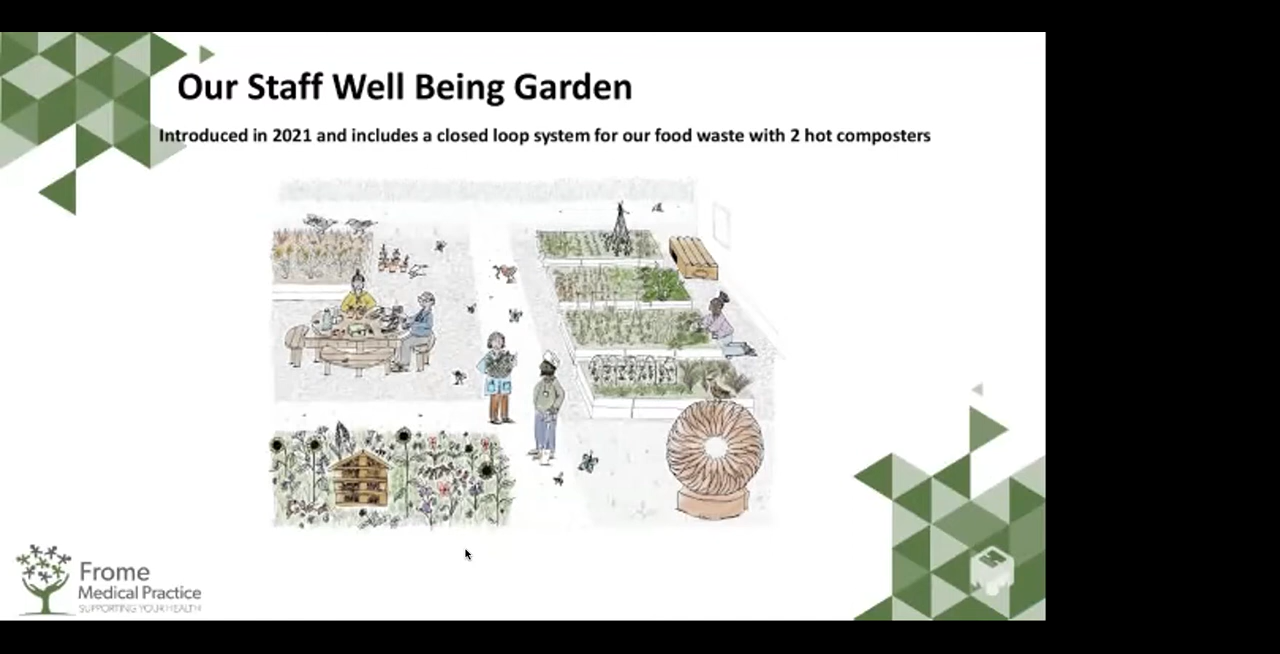 Our Staff Well Being Garden
Introduced in 2021 and includes a closed loop system for our food waste with 2 hot composters
Frome
Medical Practice
SUPPORTING YOUR HEALTH